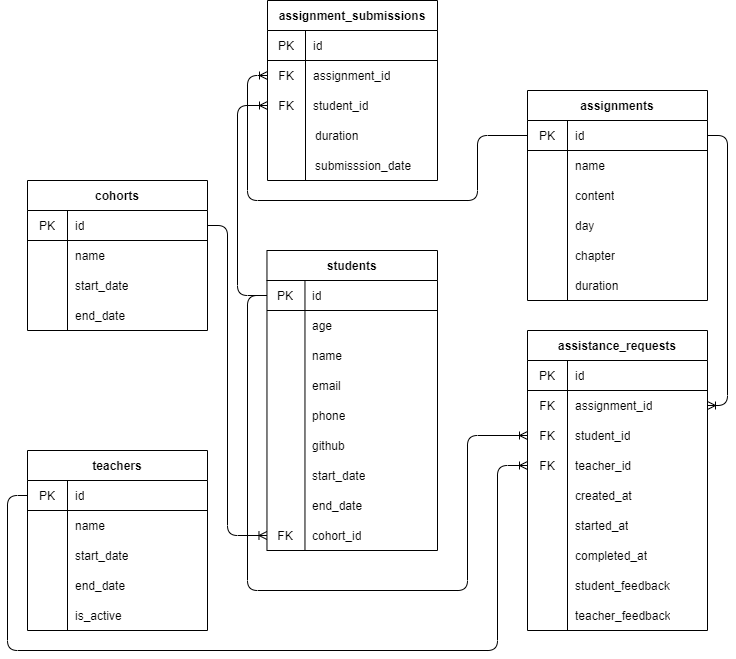 assignment_submissions
PK id
FK assignment_id
FK student_id
duration
submisssion_date
assignments
PK id
name
content
day
chapter
duration
cohorts
PK id
name
start_date
end_date
students
PK id
age
name
email
phone
github
start_date
end_date
FK cohort_id
assistance_requests
PK id
FK assignment_id
FK student_id
FK teacher_id
created_at
started_at
completed_at
student_feedback
teacher_feedback
teachers
PK id
name
start_date
end_date
is_active